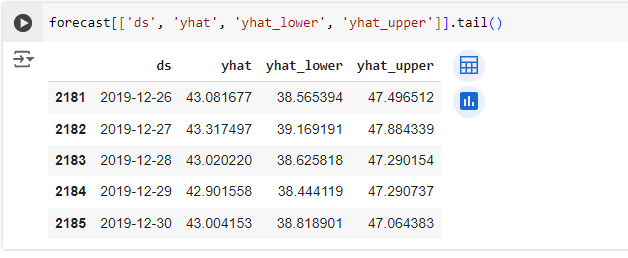 forecast[['ds', 'yhat', 'yhat_lower', 'yhat_upper']].tail()
ds yhat yhat_lower yhat_upper
2181 2019-12-26 43.081677 38.565394 47.496512
2182 2019-12-27 43.317497 39.169191 47.884339
2183 2019-12-28 43.020220 38.625818 47.290154
2184 2019-12-29 42.901558 38.444119 47.290737
2185 2019-12-30 43.004153 38.818901 47.064383